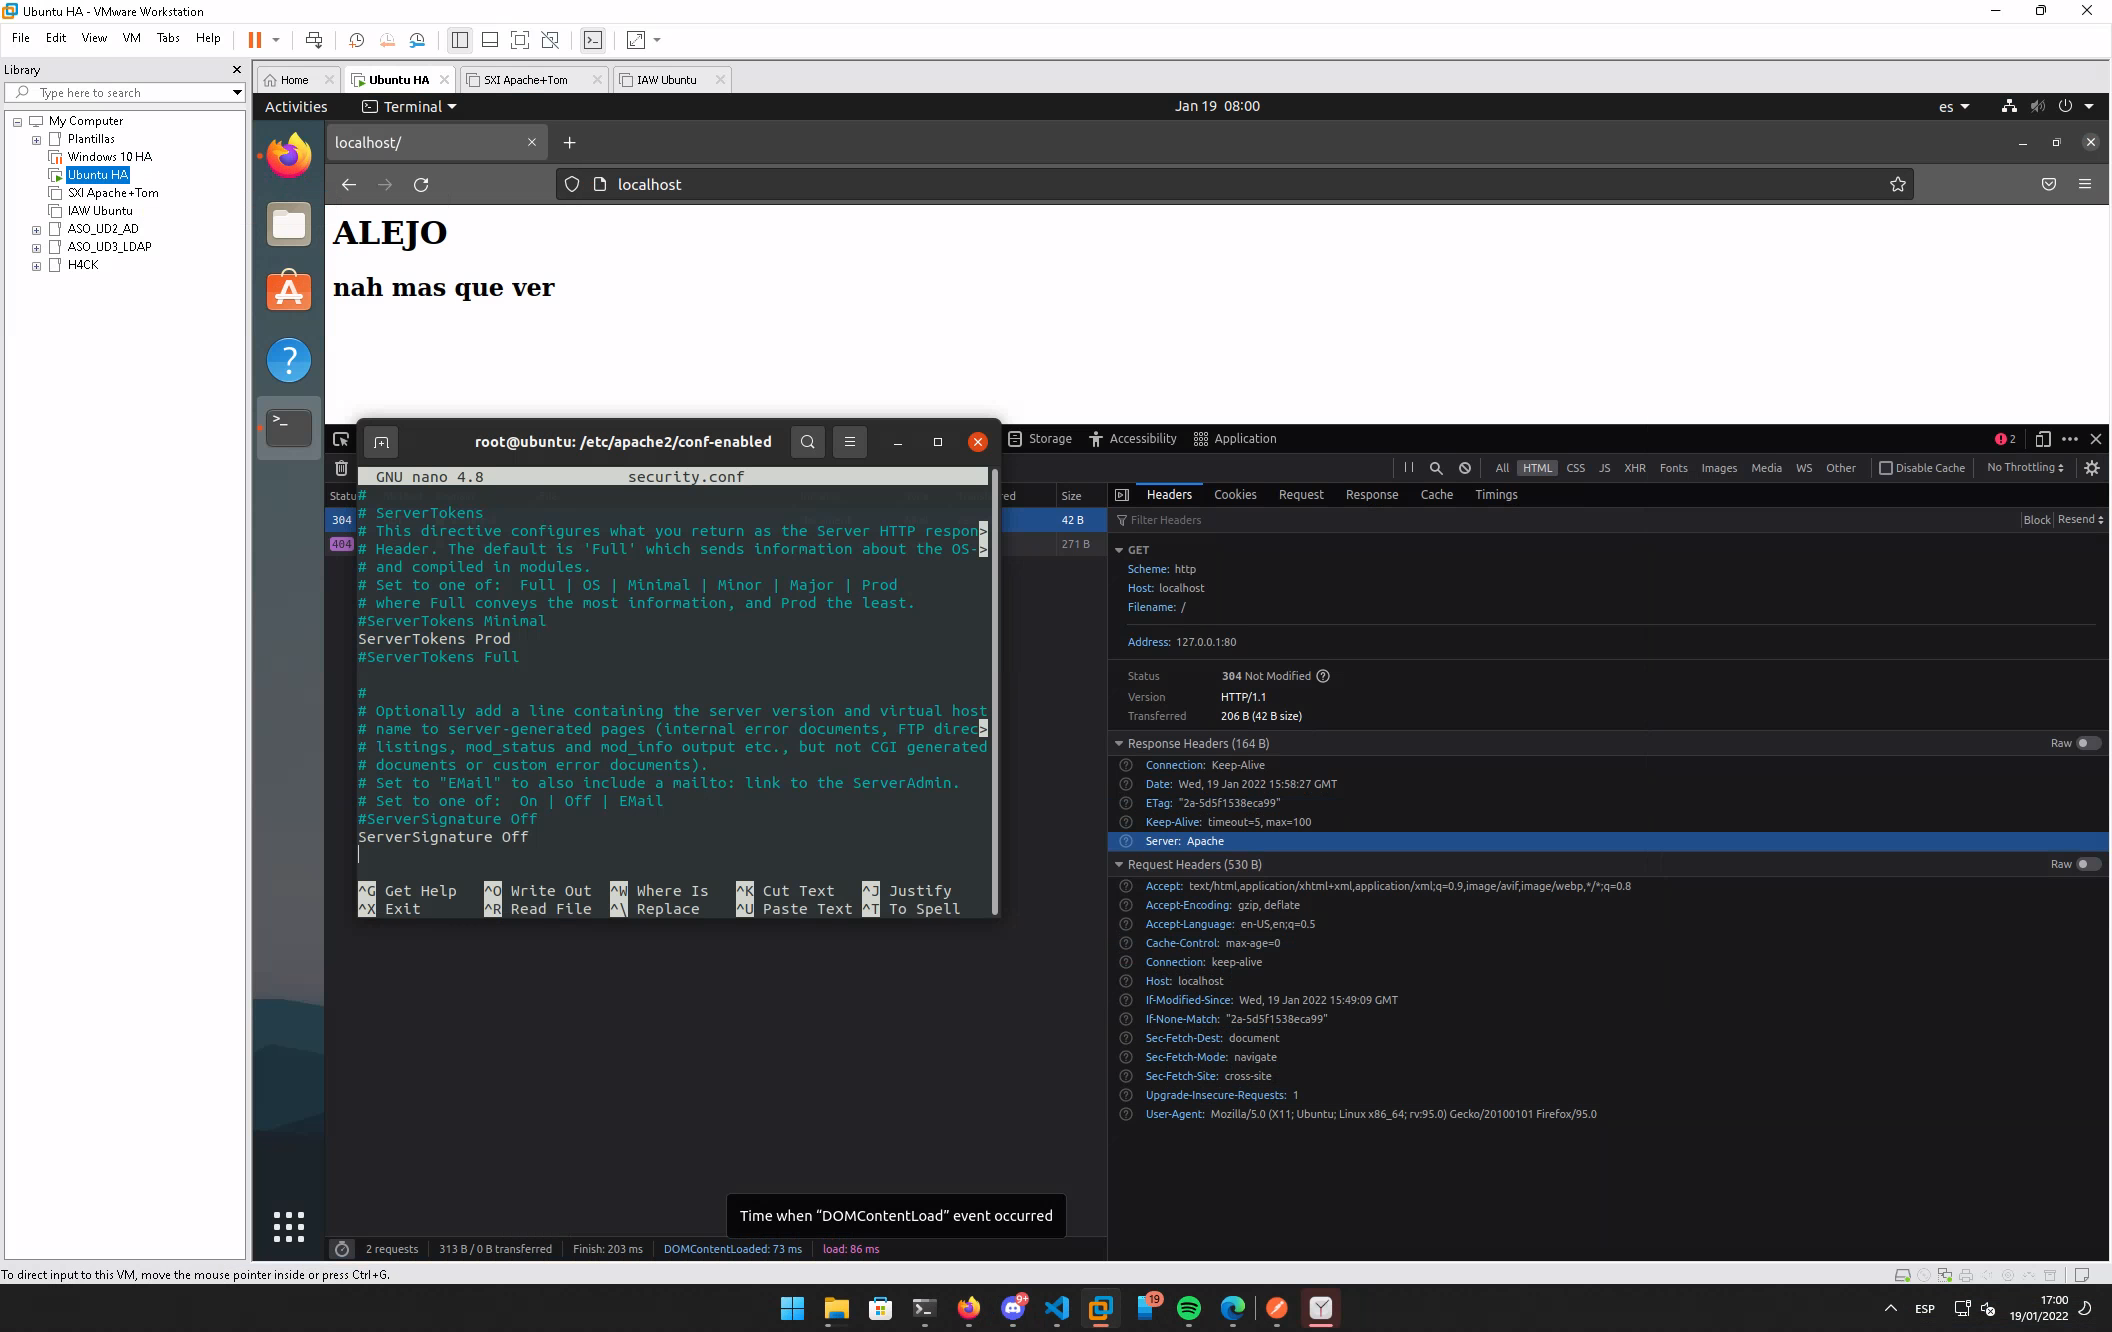 Ubuntu HA - VMware Workstation
File Edit View VM Tabs Help
Library
Type here to search
My Computer
Plantillas
Windows 10 HA
Ubuntu HA
SXI Apache+Tom
IAW Ubuntu
ASO_UD2_AD
ASO_UD3_LDAP
H4CK
Home Ubuntu HA SXI Apache+Tom IAW Ubuntu
Activities Terminal Jan 19 08:00 es
localhost/
localhost
ALEJO
nah mas que ver
root@ubuntu: /etc/apache2/conf-enabled
GNU nano 4.8 security.conf
#
# ServerTokens
# This directive configures what you return as the Server HTTP respon>
# Header. The default is 'Full' which sends information about the OS->
# and compiled in modules.
# Set to one of: Full | OS | Minimal | Minor | Major | Prod
# where Full conveys the most information, and Prod the least.
#ServerTokens Minimal
ServerTokens Prod
#ServerTokens Full
#
# Optionally add a line containing the server version and virtual host
# name to server-generated pages (internal error documents, FTP direc>
# listings, mod_status and mod_info output etc., but not CGI generated
# documents or custom error documents).
# Set to "EMail" to also include a mailto: link to the ServerAdmin.
# Set to one of: On | Off | EMail
#ServerSignature Off
ServerSignature Off
^G Get Help ^O Write Out ^W Where Is ^K Cut Text ^J Justify
^X Exit ^R Read File ^\ Replace ^U Paste Text ^T To Spell
Storage Accessibility Application 2
All HTML CSS JS XHR Fonts Images Media WS Other Disable Cache No Throttling
Statu
ed Size
304 42 B
404 271 B
Headers Cookies Request Response Cache Timings
Filter Headers Block Resend
GET
Scheme: http
Host: localhost
Filename: /
Address: 127.0.0.1:80
Status 304 Not Modified
Version HTTP/1.1
Transferred 206 B (42 B size)
Response Headers (164 B) Raw
Connection: Keep-Alive
Date: Wed, 19 Jan 2022 15:58:27 GMT
ETag: "2a-5d5f1538eca99"
Keep-Alive: timeout=5, max=100
Server: Apache
Request Headers (530 B) Raw
Accept: text/html,application/xhtml+xml,application/xml;q=0.9,image/avif,image/webp,*/*;q=0.8
Accept-Encoding: gzip, deflate
Accept-Language: en-US,en;q=0.5
Cache-Control: max-age=0
Connection: keep-alive
Host: localhost
If-Modified-Since: Wed, 19 Jan 2022 15:49:09 GMT
If-None-Match: "2a-5d5f1538eca99"
Sec-Fetch-Dest: document
Sec-Fetch-Mode: navigate
Sec-Fetch-Site: cross-site
Upgrade-Insecure-Requests: 1
User-Agent: Mozilla/5.0 (X11; Ubuntu; Linux x86_64; rv:95.0) Gecko/20100101 Firefox/95.0
Time when “DOMContentLoad” event occurred
2 requests 313 B / 0 B transferred Finish: 203 ms DOMContentLoaded: 73 ms load: 86 ms
To direct input to this VM, move the mouse pointer inside or press Ctrl+G.
9+ 19
ESP 17:00
19/01/2022